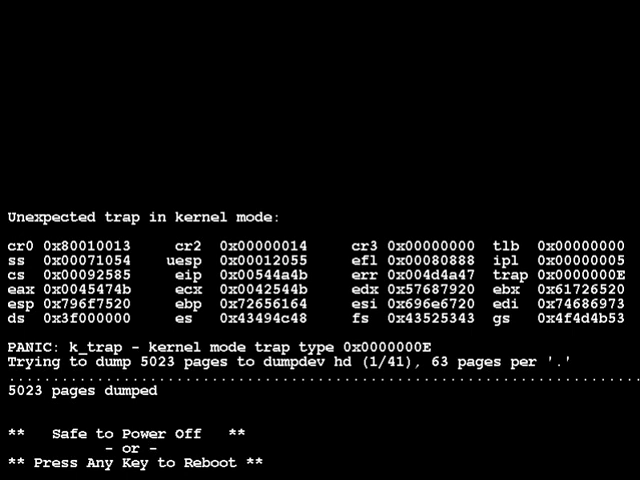 Unexpected trap in kernel mode:
cr0 0x80010013 cr2 0x00000014 cr3 0x00000000 tlb 0x00000000
ss 0x00071054 uesp 0x00012055 efl 0x00080888 ipl 0x00000005
cs 0x00092585 eip 0x00544a4b err 0x004d4a47 trap 0x0000000E
eax 0x0045474b ecx 0x0042544b edx 0x57687920 ebx 0x61726520
esp 0x796f7520 ebp 0x72656164 esi 0x696e6720 edi 0x74686973
ds 0x3f000000 es 0x43494c48 fs 0x43525343 gs 0x4f4d4b53
PANIC: k_trap - kernel mode trap type 0x0000000E
Trying to dump 5023 pages to dumpdev hd (1/41), 63 pages per '.'
................................................................................
5023 pages dumped
** Safe to Power Off **
- or -
** Press Any Key to Reboot **